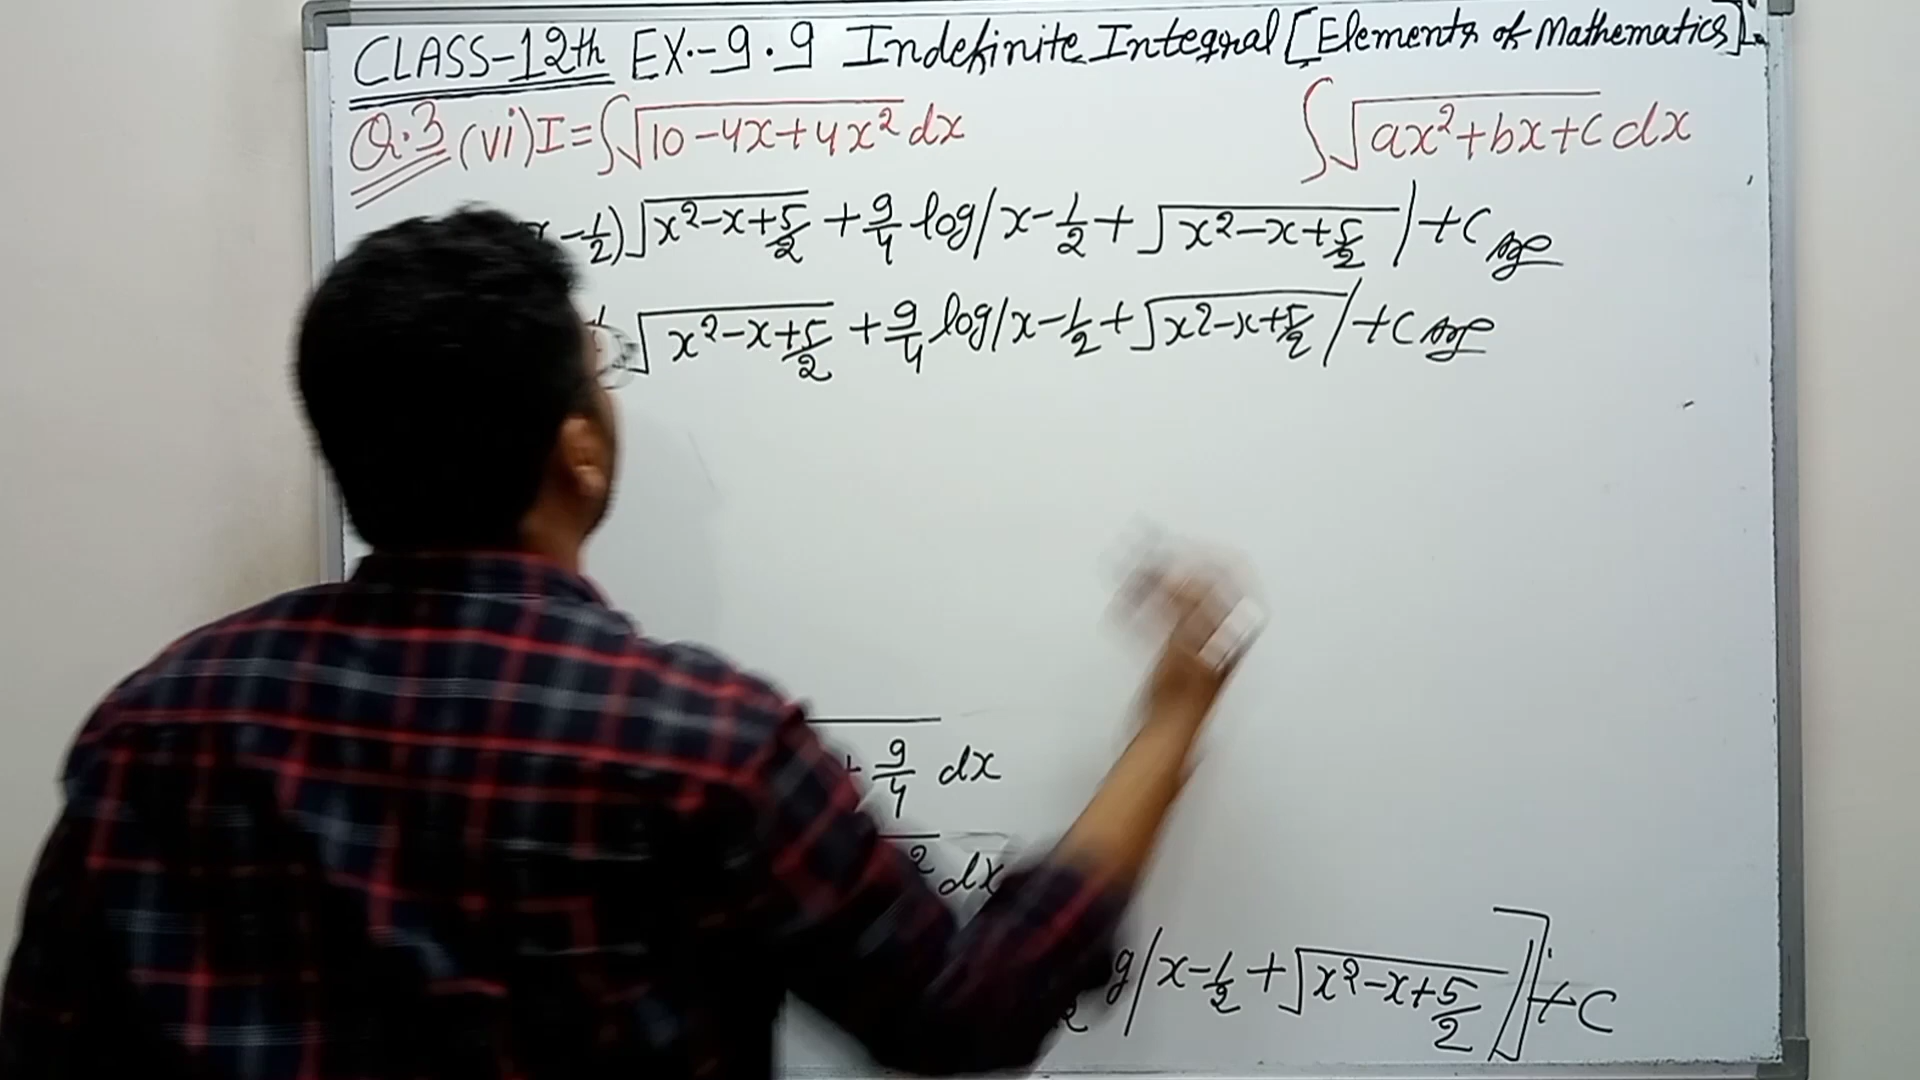 CLASS-12th EX.-9.9 Indefinite Integral [Elements of Mathematics].
Q.3 (vi) I=∫√(10-4x+4x²) dx ∫√(ax²+bx+c) dx
-1/2)√(x²-x+5/2) +9/4 log|x-1/2+√(x²-x+5/2)|+C
√(x²-x+5/2) +9/4 log|x-1/2+√(x²-x+5/2)|+C
+ 9/4 dx
2 dx
g|x-1/2+√(x²-x+5/2)|]+C